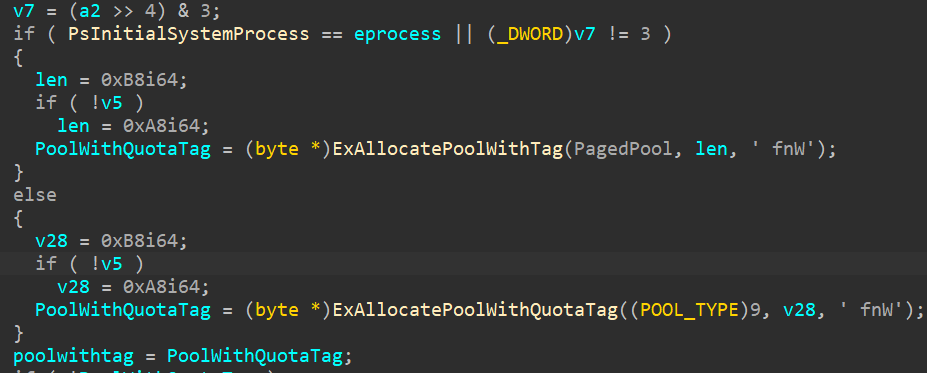 v7 = (a2 >> 4) & 3;
if ( PsInitialSystemProcess == eprocess || (_DWORD)v7 != 3 )
{
  len = 0xB8i64;
  if ( !v5 )
    len = 0xA8i64;
  PoolWithQuotaTag = (byte *)ExAllocatePoolWithTag(PagedPool, len, ' fnW');
}
else
{
  v28 = 0xB8i64;
  if ( !v5 )
    v28 = 0xA8i64;
  PoolWithQuotaTag = (byte *)ExAllocatePoolWithQuotaTag((POOL_TYPE)9, v28, ' fnW');
}
poolwithtag = PoolWithQuotaTag;